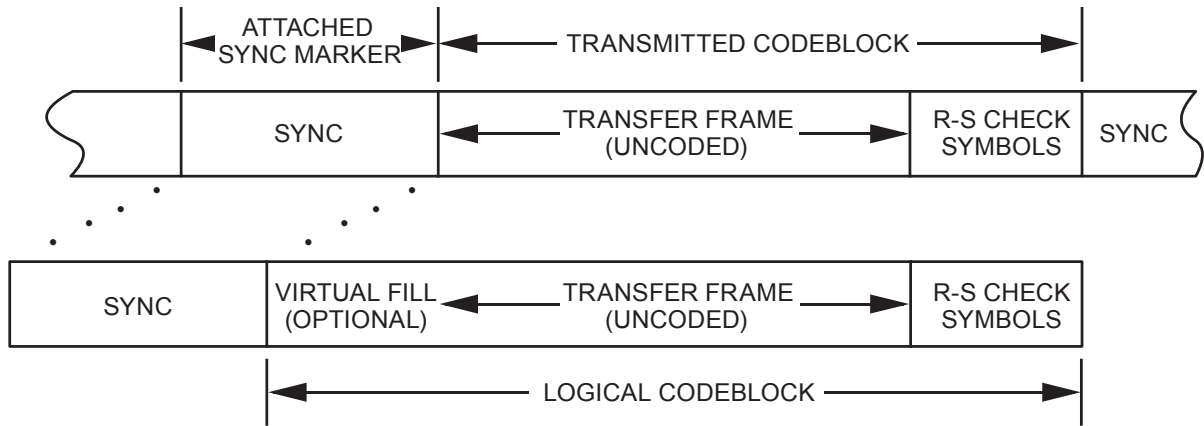 ATTACHED
SYNC MARKER
TRANSMITTED CODEBLOCK
SYNC
TRANSFER FRAME
(UNCODED)
R-S CHECK
SYMBOLS
SYNC
SYNC
VIRTUAL FILL
(OPTIONAL)
TRANSFER FRAME
(UNCODED)
R-S CHECK
SYMBOLS
LOGICAL CODEBLOCK